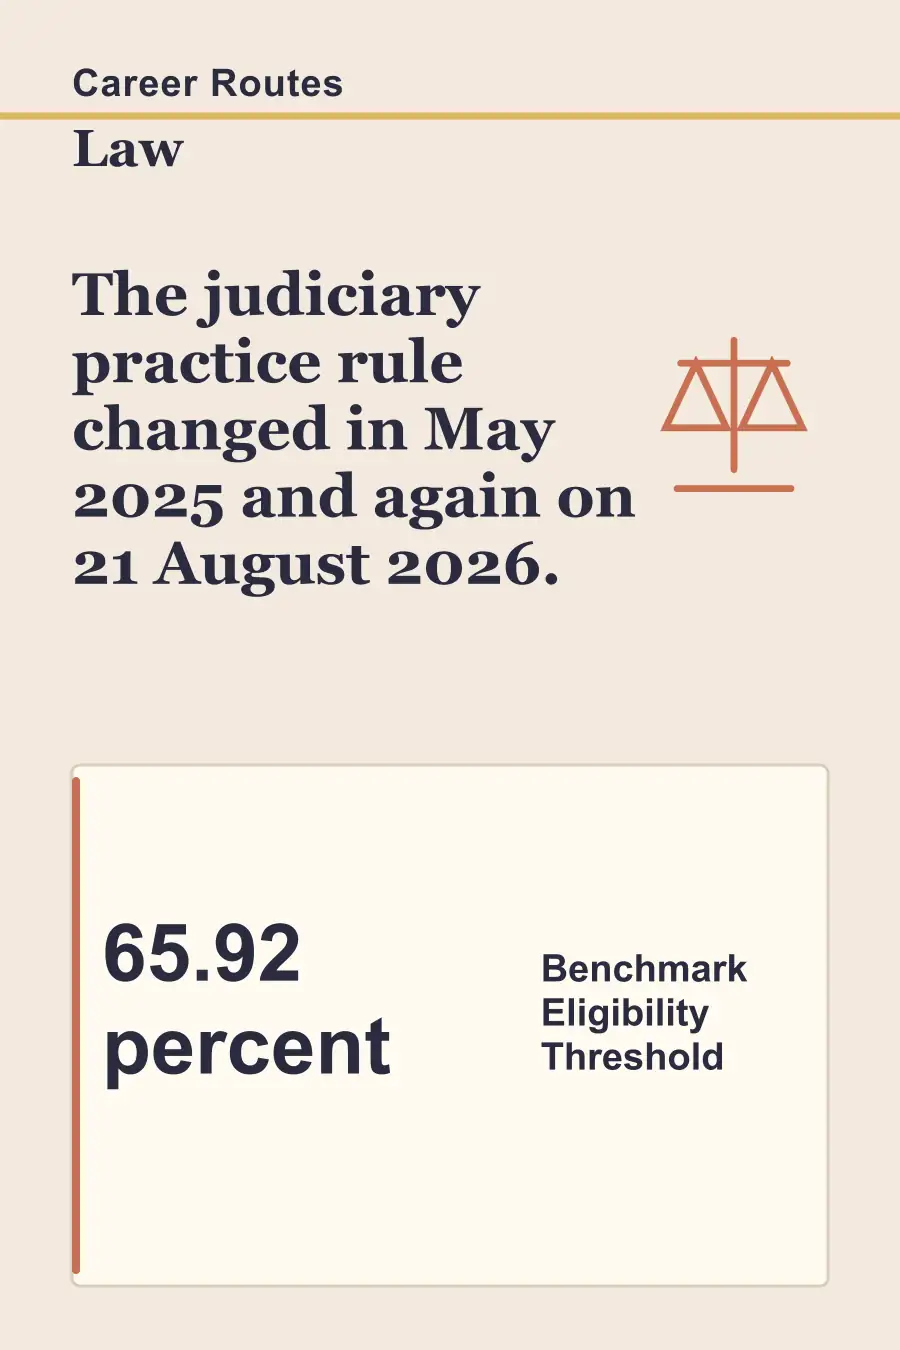 Career Routes
Law
The judiciary
practice rule
changed in May
2025 and again on
21 August 2026.
65.92
percent
Benchmark
Eligibility
Threshold